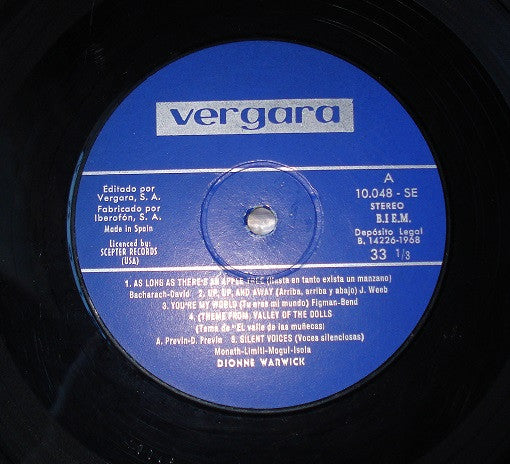 vergara
Editado por
Vergara, S. A.
Fabricado por
Iberofón, S. A.
Made in Spain
Licenced by:
SCEPTER RECORDS
(USA)
A
10.048 - SE
STEREO
B.I E.M.
Depósito Legal
B. 14226-1968
33 1/3
1. AS LONG AS THERE'S AN APPLE TREE (Hasta en tanto exista un manzano)
Bacharach-David 2. UP, UP, AND AWAY (Arriba, arriba y abajo) J. Weeb
3. YOU'RE MY WORLD (Tu eres mi mundo) Figman-Bend
4. (THEME FROM) VALLEY OF THE DOLLS
(Tema de "El valle de las muñecas)
A. Previn-D. Previn 5. SILENT VOICES (Voces silenciosas)
Monath-Limiti-Mogul-Isola
DIONNE WARWICK